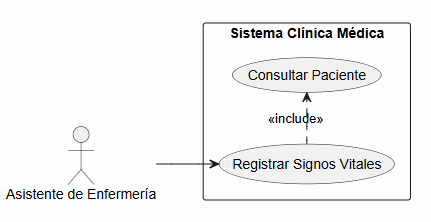 Sistema Clínica Médica
Consultar Paciente
«include»
Registrar Signos Vitales
Asistente de Enfermería